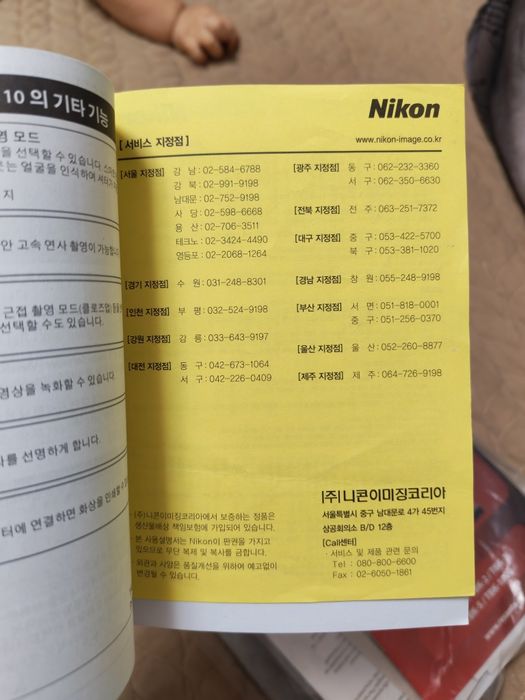 10의 기타 기능
영 모드
을 선택할 수 있습니다.
는 얼굴을 인식하여 셔터가
지
안 고속 연사 촬영이 가능합니다
근접 촬영 모드(클로즈업)
선택할 수도 있습니다.
영상을 녹화할 수 있습니다.
사를 선명하게 합니다.
터에 연결하면 화상을 인쇄할 수
Nikon
[ 서비스 지정점 ]
www.nikon-image.co.kr
[서울 지정점] 강 남 : 02-584-6788
강 북 : 02-991-9198
남대문 : 02-752-9198
사 당 : 02-598-6668
용 산 : 02-706-3511
테크노 : 02-3424-4490
영등포 : 02-2068-1264
[경기 지정점] 수 원 : 031-248-8301
[인천 지정점] 부 평 : 032-524-9198
[강원 지정점] 강 릉 : 033-643-9197
[대전 지정점] 동 구 : 042-673-1064
서 구 : 042-226-0409
[광주 지정점] 동 구 : 062-232-3360
서 구 : 062-350-6630
[전북 지정점] 전 주 : 063-251-7372
[대구 지정점] 중 구 : 053-422-5700
북 구 : 053-381-1020
[경남 지정점] 창 원 : 055-248-9198
[부산 지정점] 서 면 : 051-818-0001
중 구 : 051-256-0370
[울산 지정점] 울 산 : 052-260-8877
[제주 지정점] 제 주 : 064-726-9198
(주)니콘이미징코리아에서 보증하는 정품은
생산물배상 책임보험에 가입되어 있습니다.
본 사용설명서는 Nikon이 판권을 가지고
있으므로 무단 복제 및 복사를 금합니다.
외관과 사양은 품질개선을 위하여 예고없이
변경될 수 있습니다.
(주)니콘이미징코리아
서울특별시 중구 남대문로 4가 45번지
상공회의소 B/D 12층
[Call센터]
· 서비스 및 제품 관련 문의
Tel : 080-800-6600
Fax : 02-6050-1861